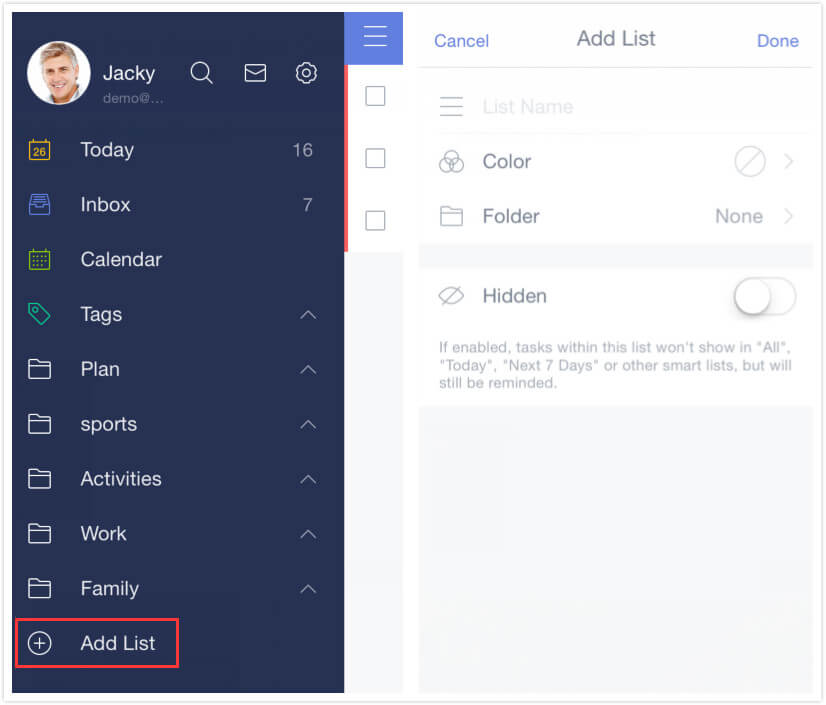 Jacky
demo@...
26
Today 16
Inbox 7
Calendar
Tags
Plan
sports
Activities
Work
Family
Add List
Cancel Add List Done
List Name
Color
Folder None
Hidden
If enabled, tasks within this list won't show in "All",
"Today", "Next 7 Days" or other smart lists, but will
still be reminded.